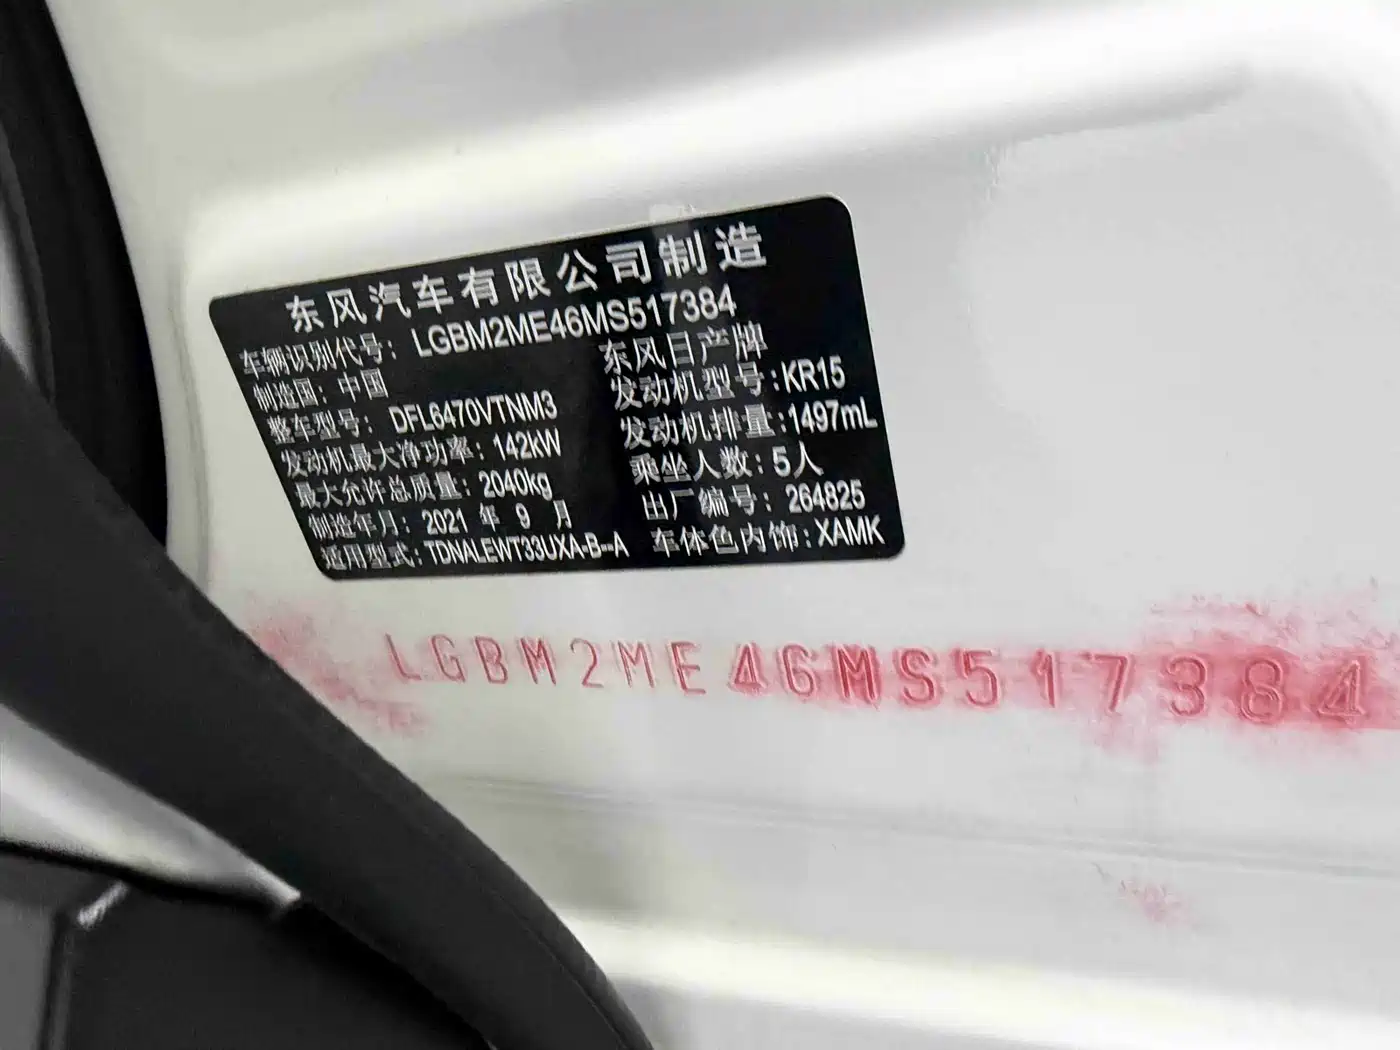 东风汽车有限公司制造
车辆识别代号: LGBM2ME46MS517384
制造国: 中国 东风日产牌
整车型号: DFL6470VTNM3 发动机型号:KR15
发动机最大净功率: 142kW 发动机排量:1497mL
最大允许总质量: 2040kg 乘坐人数: 5人
制造年月: 2021 年 9 月 出厂编号: 264825
适用型式: TDNALEWT33UXA-B--A 车体色内饰: XAMK
LGBM2ME46MS517384